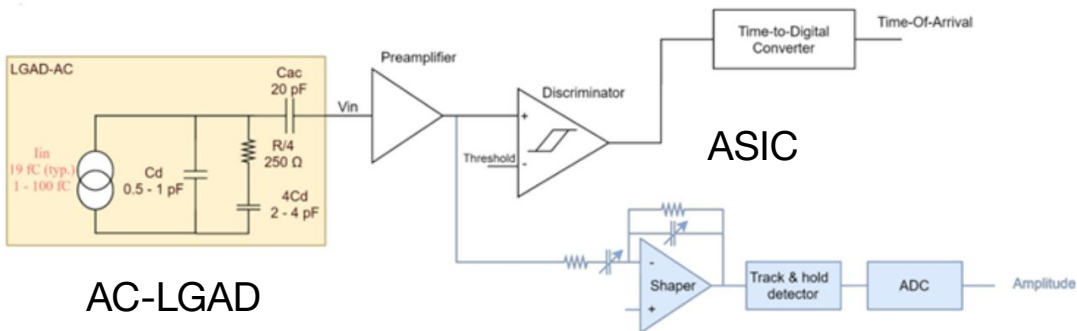 LGAD-AC
Cac
20 pF
Vin
R/4
250 Ω
Iin
19 fC (typ.)
1 - 100 fC
Cd
0.5 - 1 pF
4Cd
2 - 4 pF
AC-LGAD
Preamplifier
Discriminator
+
Threshold
-
Time-to-Digital
Converter
Time-Of-Arrival
ASIC
-
Shaper
+
Track & hold
detector
ADC
Amplitude